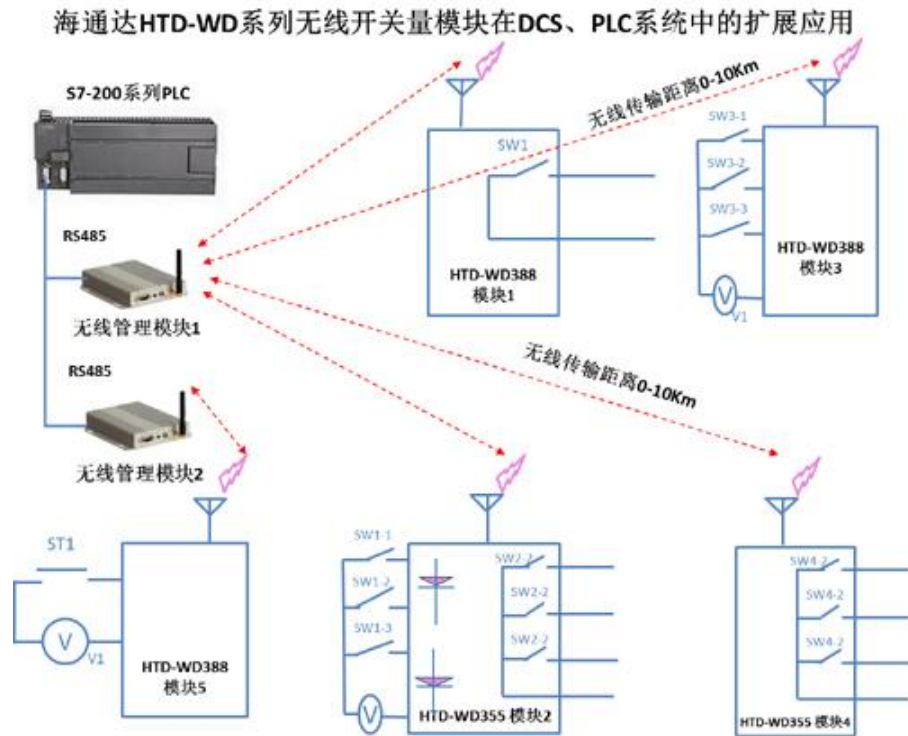 海通达HTD-WD系列无线开关量模块在DCS、PLC系统中的扩展应用
S7-200系列PLC
RS485
无线管理模块1
RS485
无线管理模块2
无线传输距离0-10Km
SW1
HTD-WD388
模块1
SW3-1
SW3-2
SW3-3
V
V1
HTD-WD388
模块3
无线传输距离0-10Km
ST1
V
V1
HTD-WD388
模块5
SW1-1
SW1-2
SW1-3
V
SW2-2
SW2-2
SW2-2
HTD-WD355 模块2
SW4-2
SW4-2
SW4-2
HTD-WD355 模块4